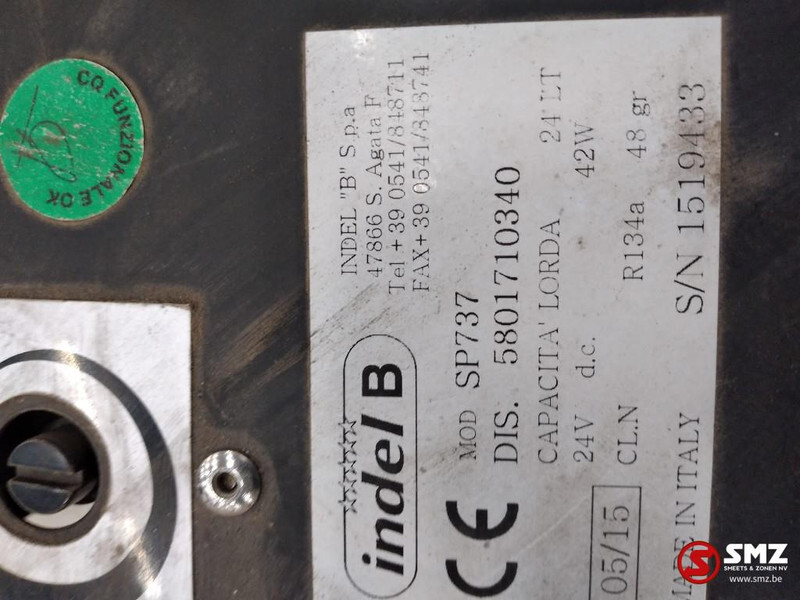 CQ FUNZIONALE OK
indel B
INDEL "B" S.p.a
47866 S. Agata F
Tel +39 0541/848711
FAX+39 0541/848741
CE
MOD SP737
DIS. 5801710340
CAPACITA' LORDA 24 LT
24V d.c. 42W
CL.N R134a 48 gr
05/15
S/N 1519433
MADE IN ITALY
SMZ
SMEETS & ZONEN NV
www.smz.be